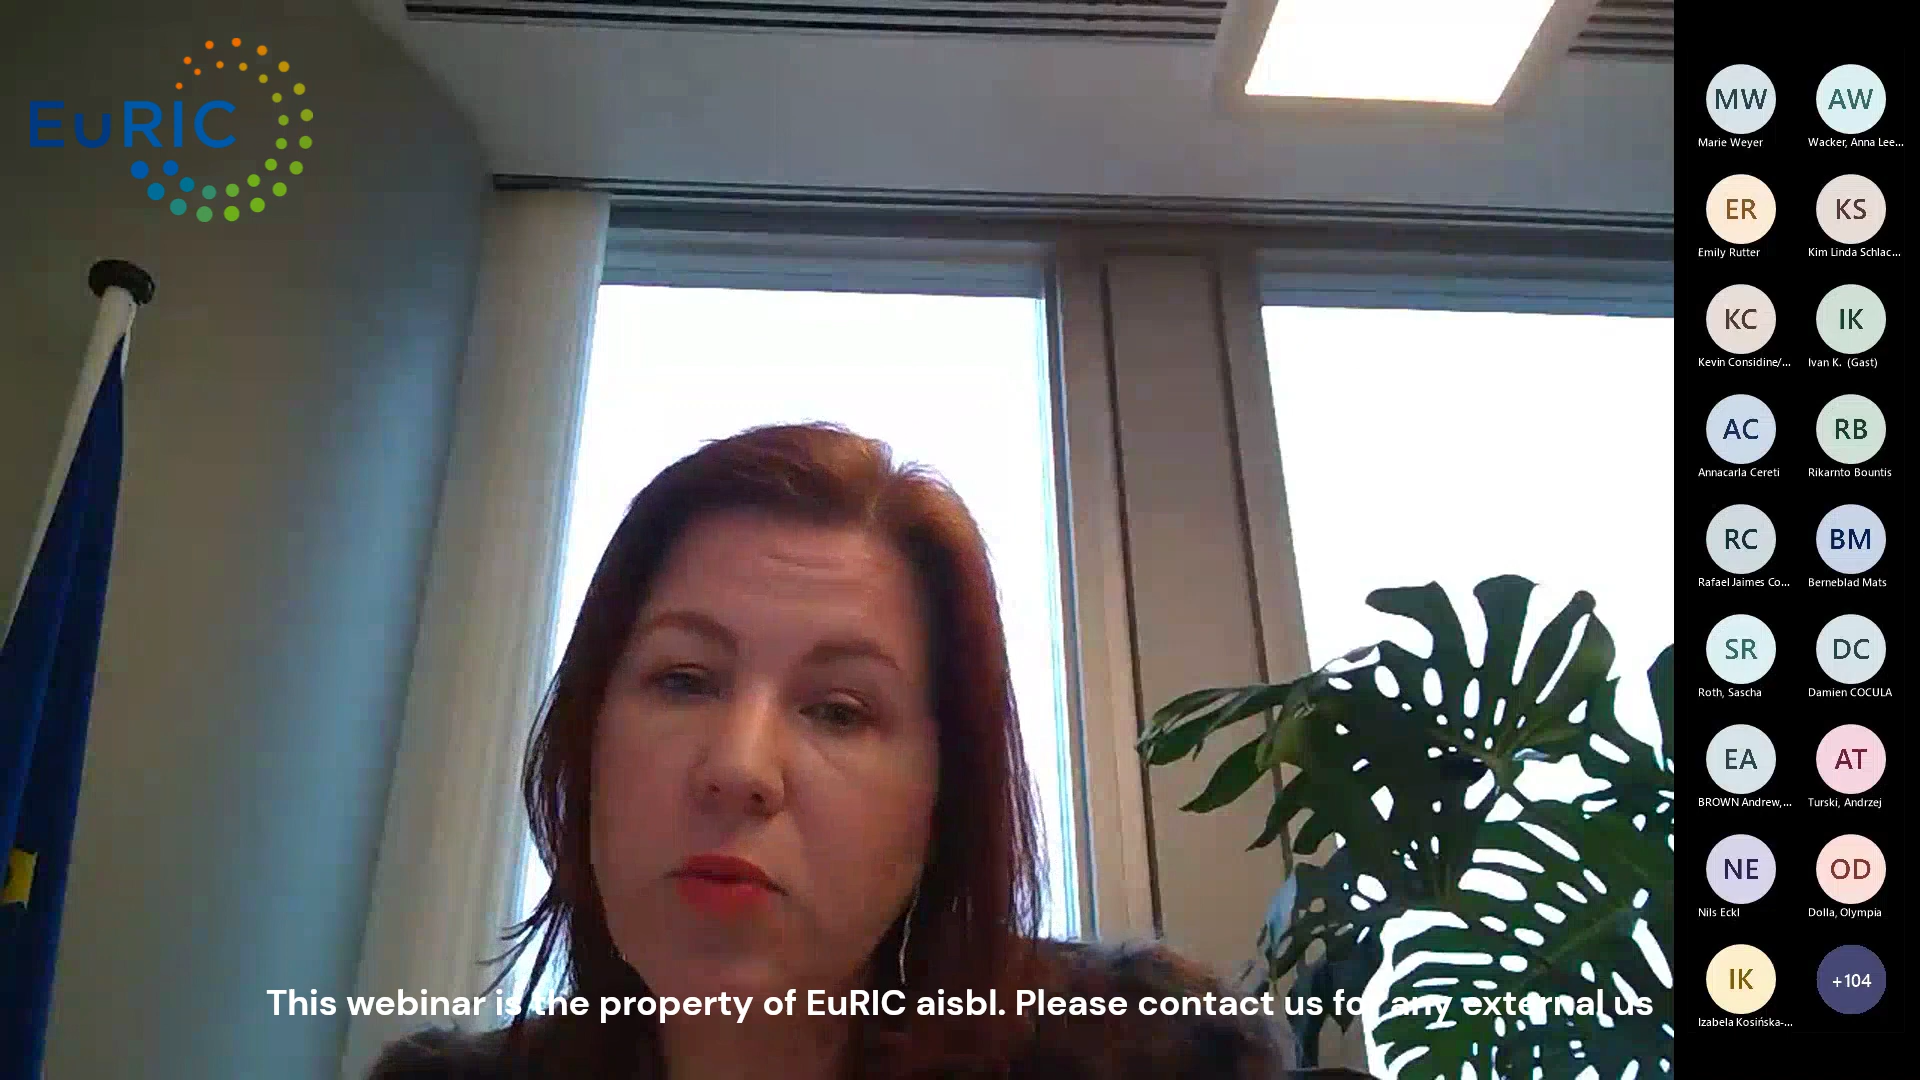 EuRIC
MW
AW
Marie Weyer
Wacker, Anna Lee...
ER
KS
Emily Rutter
Kim Linda Schlac...
KC
IK
Kevin Considine/...
Ivan K. (Gast)
AC
RB
Annacarla Cereti
Rikarnto Bountis
RC
BM
Rafael Jaimes Co...
Berneblad Mats
SR
DC
Roth, Sascha
Damien COCULA
EA
AT
BROWN Andrew,...
Turski, Andrzej
NE
OD
Nils Eckl
Dolla, Olympia
IK
+104
Izabela Kosińska-...
This webinar is the property of EuRIC aisbl. Please contact us for any external us